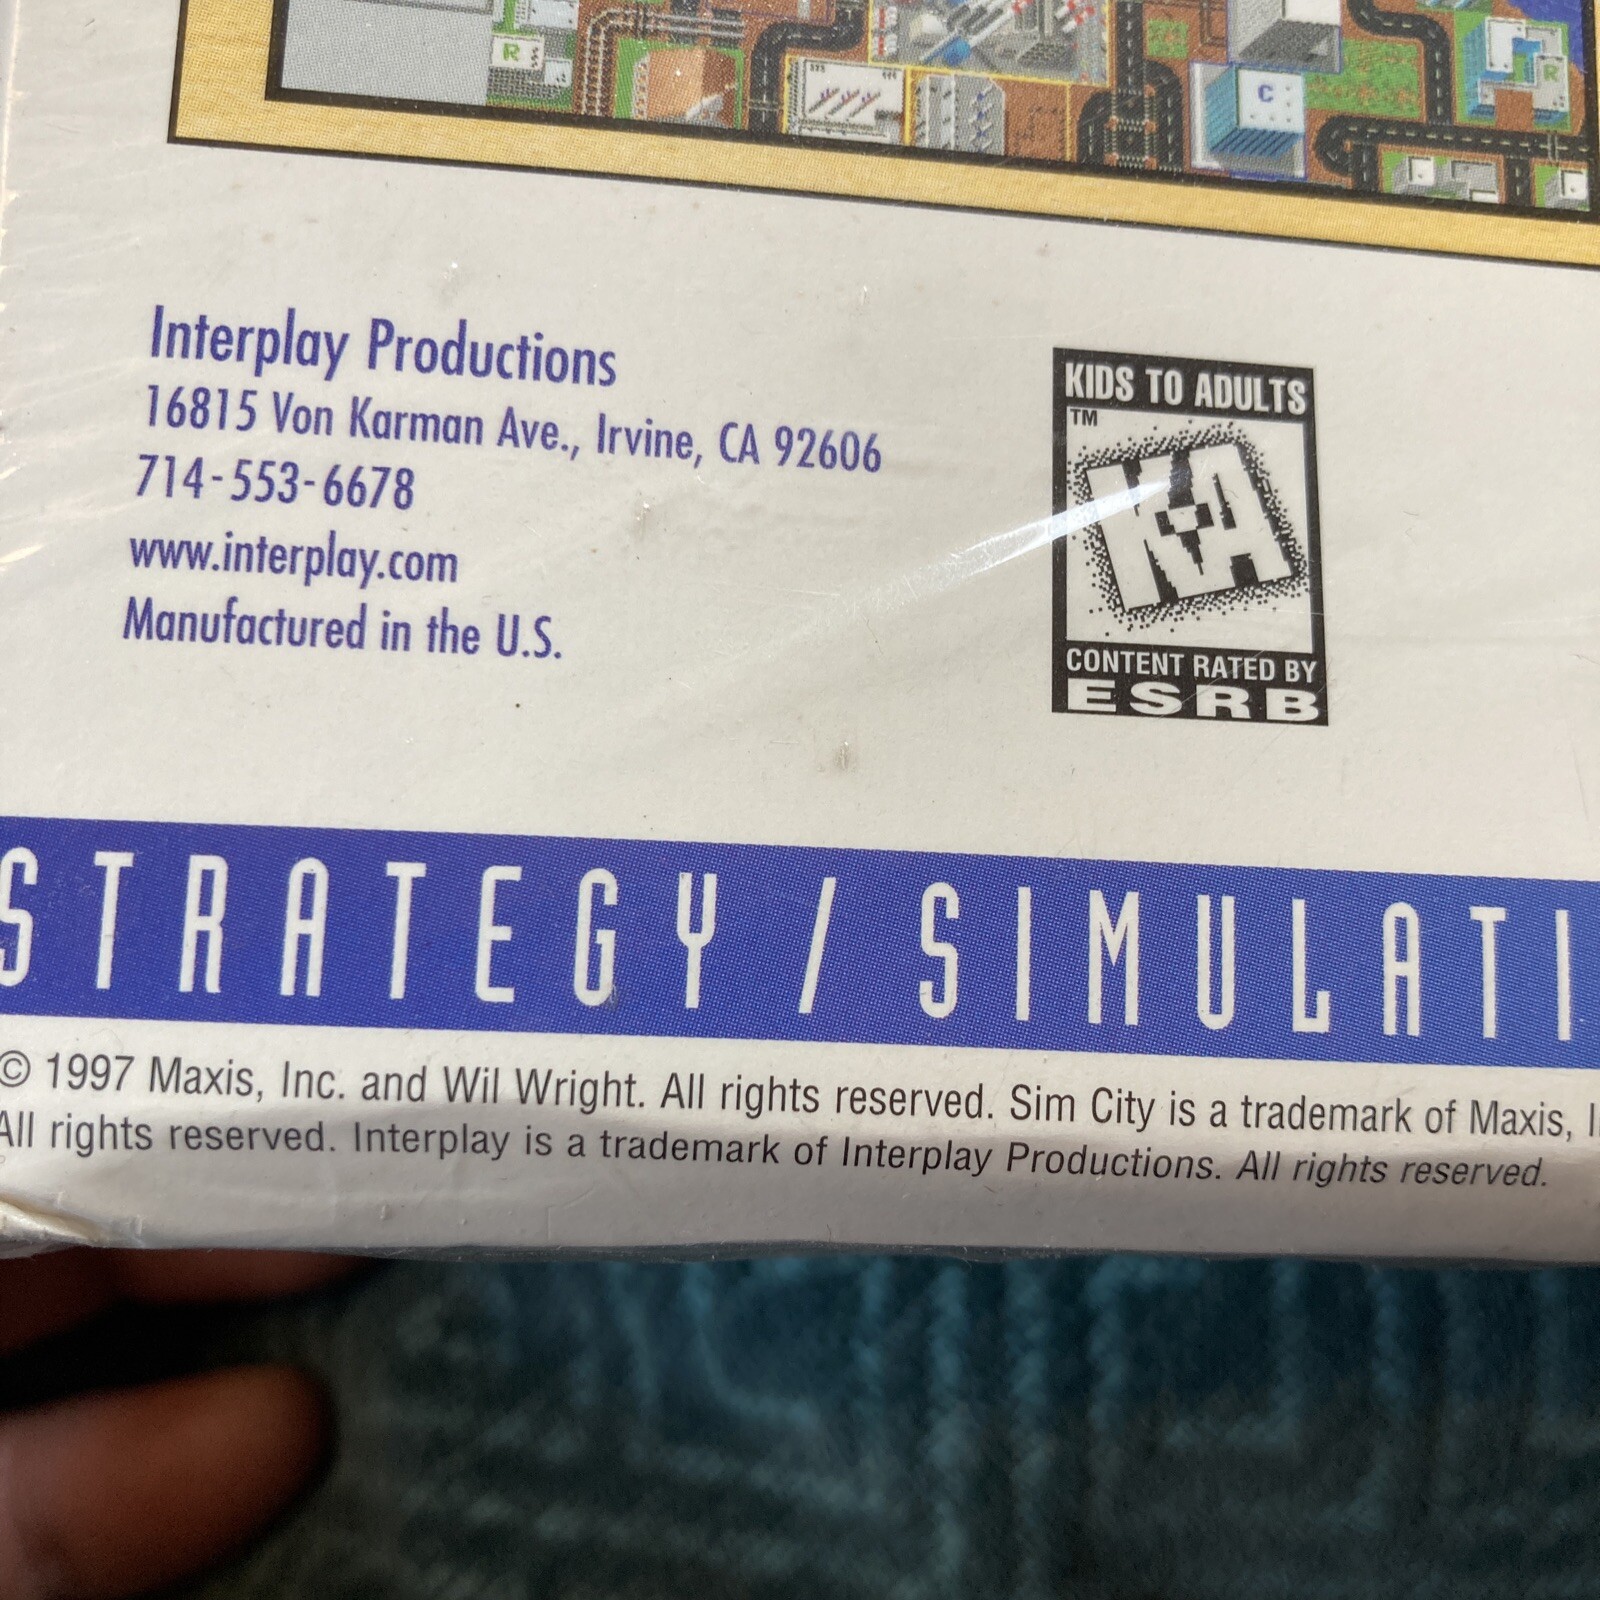 R
C
R
Interplay Productions
16815 Von Karman Ave., Irvine, CA 92606
714-553-6678
www.interplay.com
Manufactured in the U.S.
KIDS TO ADULTS
TM
KA
CONTENT RATED BY
ESRB
STRATEGY / SIMULATI
© 1997 Maxis, Inc. and Wil Wright. All rights reserved. Sim City is a trademark of Maxis, I
All rights reserved. Interplay is a trademark of Interplay Productions. All rights reserved.